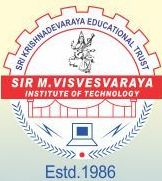 SRI KRISHNADEVARAYA EDUCATIONAL TRUST
SIR M.VISVESVARAYA
INSTITUTE OF TECHNOLOGY
Estd.1986